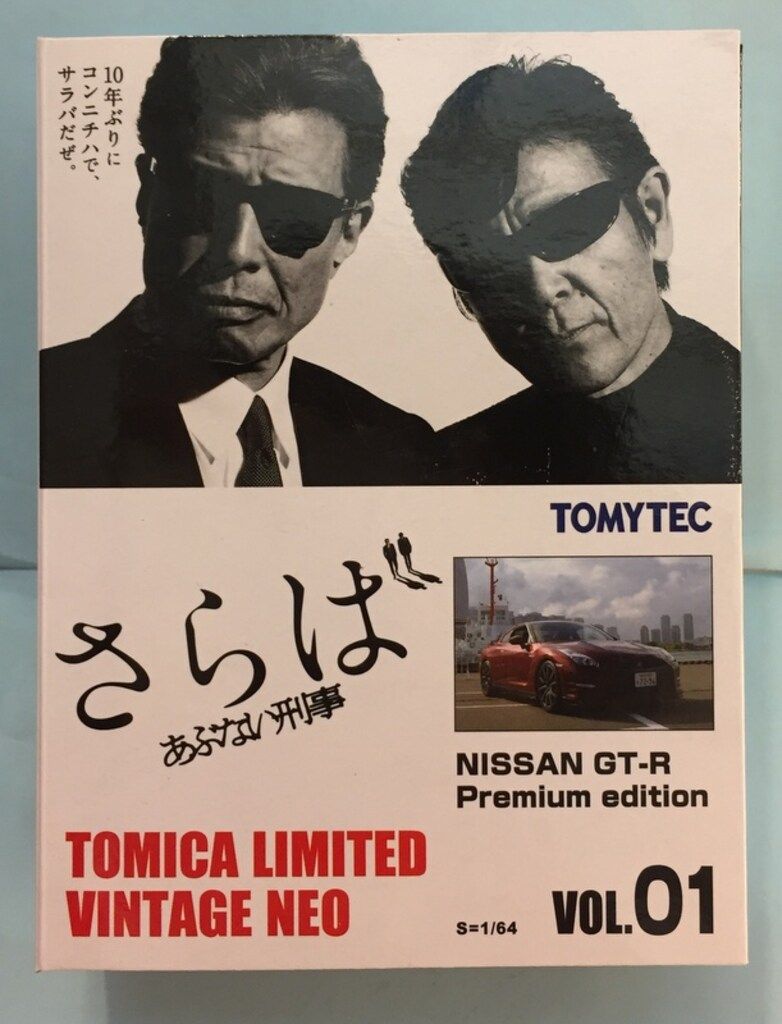 10年ぶりに
コンニチハで、
サラバだぜ。
TOMYTEC
さらば
あぶない刑事
NISSAN GT-R
Premium edition
TOMICA LIMITED
VINTAGE NEO
S=1/64
VOL.01